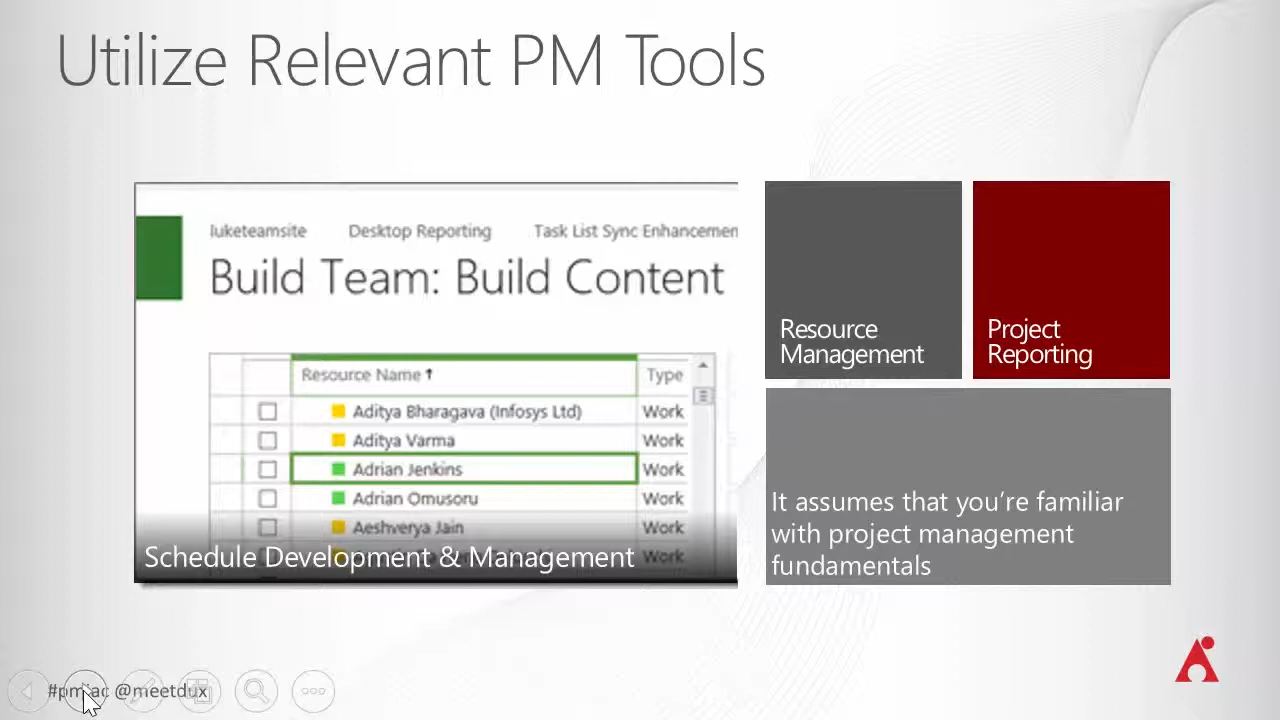 Utilize Relevant PM Tools
luketeamsite Desktop Reporting Task List Sync Enhancemen
Build Team: Build Content
Resource Name Type
Aditya Bharagava (Infosys Ltd) Work
Aditya Varma Work
Adrian Jenkins Work
Adrian Omusoru Work
Aeshverya Jain Work
Work
Schedule Development & Management
Resource
Management
Project
Reporting
It assumes that you're familiar
with project management
fundamentals
@meetdux